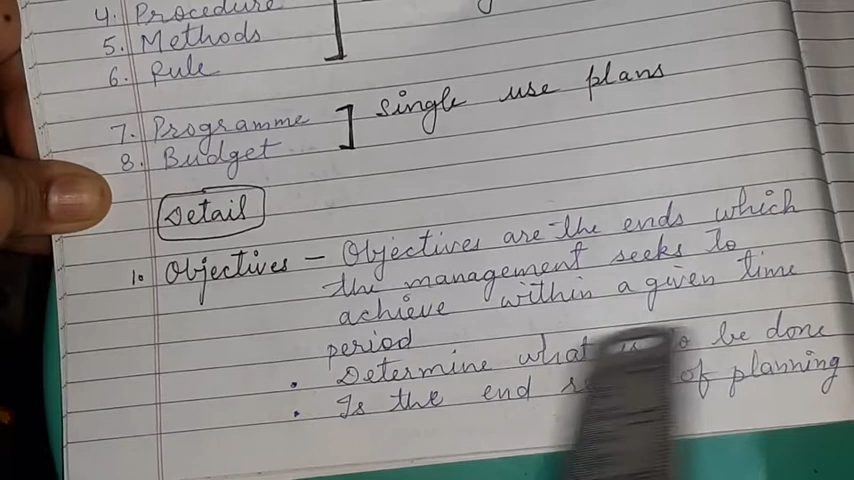 4. Procedure
5. Methods
6. Rule
7. Programme
8. Budget
] single use plans
Detail
1. Objectives - Objectives are the ends which
the management seeks to
achieve within a given time
period
• Determine what is to be done
• Is the end of planning